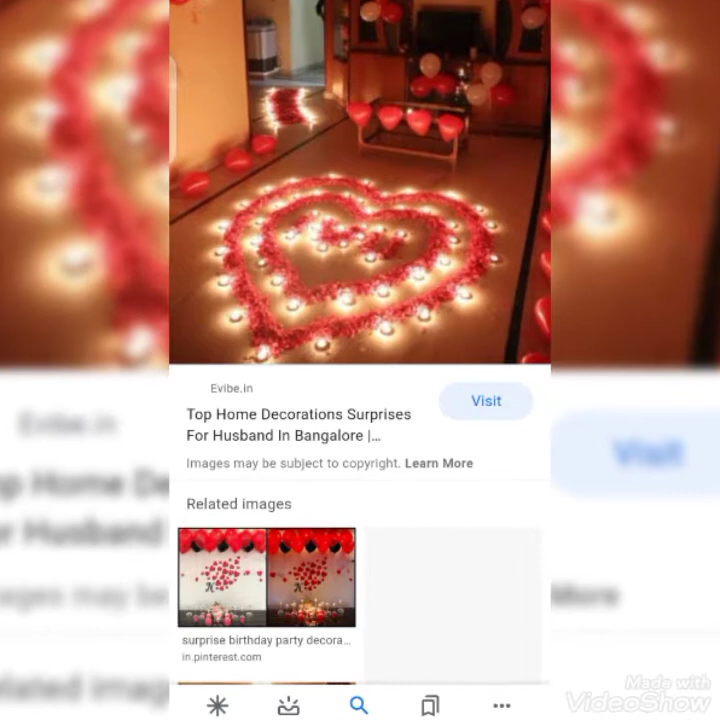 Evibe.in
Visit
Top Home Decorations Surprises
For Husband In Bangalore |...
Images may be subject to copyright. Learn More
Related images
surprise birthday party decora...
in.pinterest.com
Made with
VideoShow